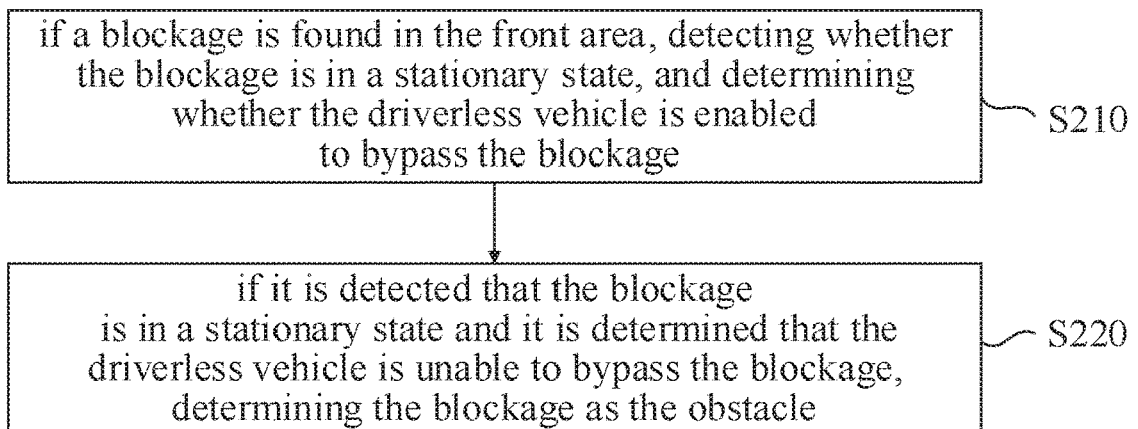 if a blockage is found in the front area, detecting whether
the blockage is in a stationary state, and determining
whether the driverless vehicle is enabled
to bypass the blockage
S210
if it is detected that the blockage
is in a stationary state and it is determined that the
driverless vehicle is unable to bypass the blockage,
determining the blockage as the obstacle
S220